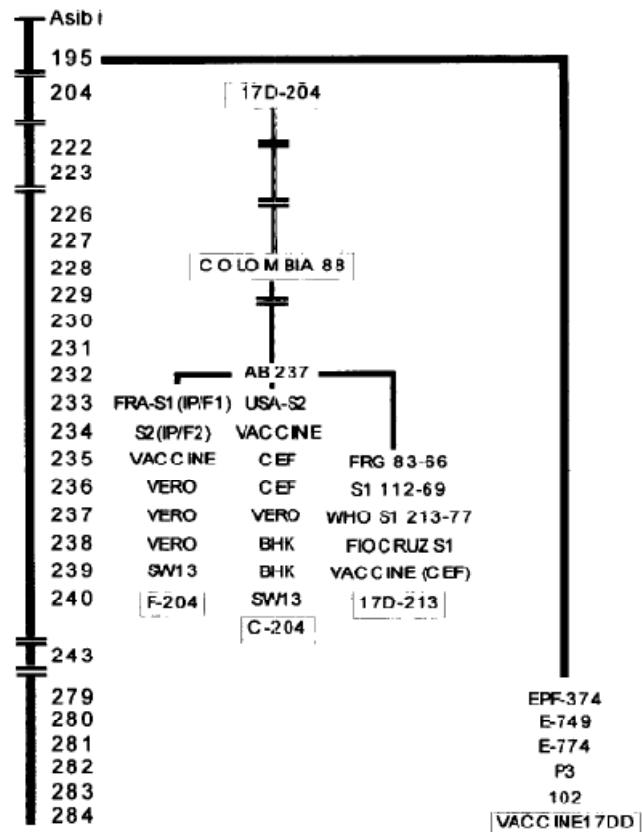 Asibi
195
204 17D-204
222
223
226
227
228 COLOMBIA 88
229
230
231
232 AB 237
233 FRA-S1(IP/F1) USA-S2
234 S2(IP/F2) VACCINE
235 VACCINE CEF FRG 83-66
236 VERO CEF S1 112-69
237 VERO VERO WHO S1 213-77
238 VERO BHK FIOCRUZ S1
239 SW13 BHK VACCINE (CEF)
240 F-204 SW13 17D-213
C-204
243
279 EPF-374
280 E-749
281 E-774
282 P3
283 102
284 VACCINE17DD